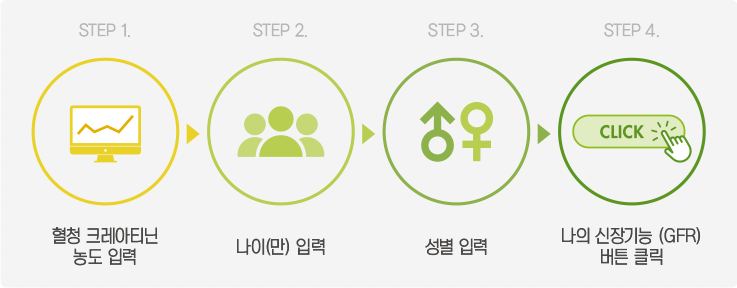 STEP 1.
STEP 2.
STEP 3.
STEP 4.
CLICK
혈청 크레아티닌
농도 입력
나이(만) 입력
성별 입력
나의 신장기능 (GFR)
버튼 클릭